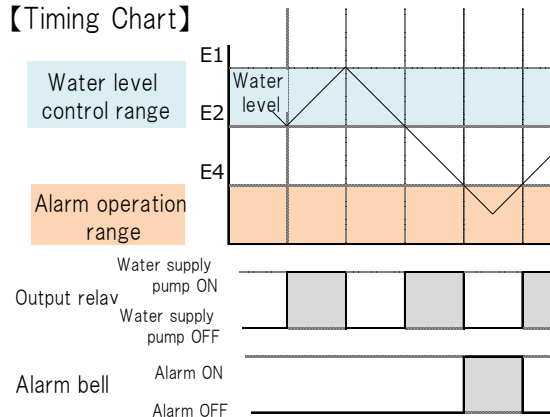 【Timing Chart】
E1
Water level
control range
Water
level
E2
E4
Alarm operation
range
Water supply
pump ON
Output relay
Water supply
pump OFF
Alarm bell
Alarm ON
Alarm OFF